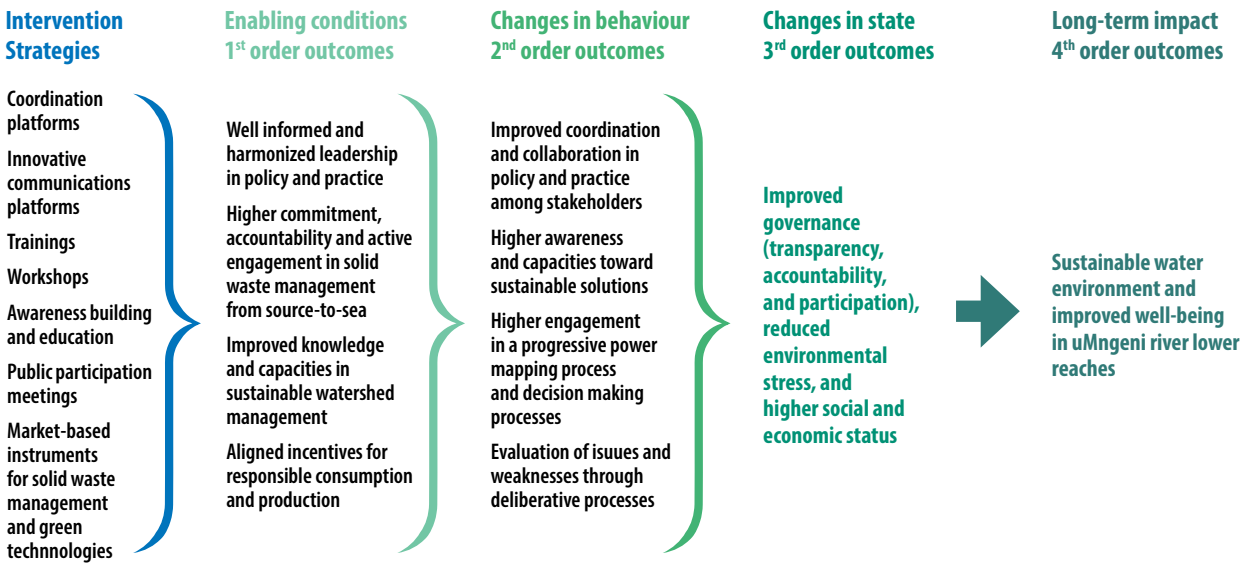 Intervention
Strategies
Coordination
platforms
Innovative
communications
platforms
Trainings
Workshops
Awareness building
and education
Public participation
meetings
Market-based
instruments
for solid waste
management
and green
technnologies
Enabling conditions
1st order outcomes
Well informed and
harmonized leadership
in policy and practice
Higher commitment,
accountability and active
engagement in solid
waste management
from source-to-sea
Improved knowledge
and capacities in
sustainable watershed
management
Aligned incentives for
responsible consumption
and production
Changes in behaviour
2nd order outcomes
Improved coordination
and collaboration in
policy and practice
among stakeholders
Higher awareness
and capacities toward
sustainable solutions
Higher engagement
in a progressive power
mapping process
and decision making
processes
Evaluation of isuues and
weaknesses through
deliberative processes
Changes in state
3rd order outcomes
Improved
governance
(transparency,
accountability,
and participation),
reduced
environmental
stress, and
higher social and
economic status
Long-term impact
4th order outcomes
Sustainable water
environment and
improved well-being
in uMngeni river lower
reaches